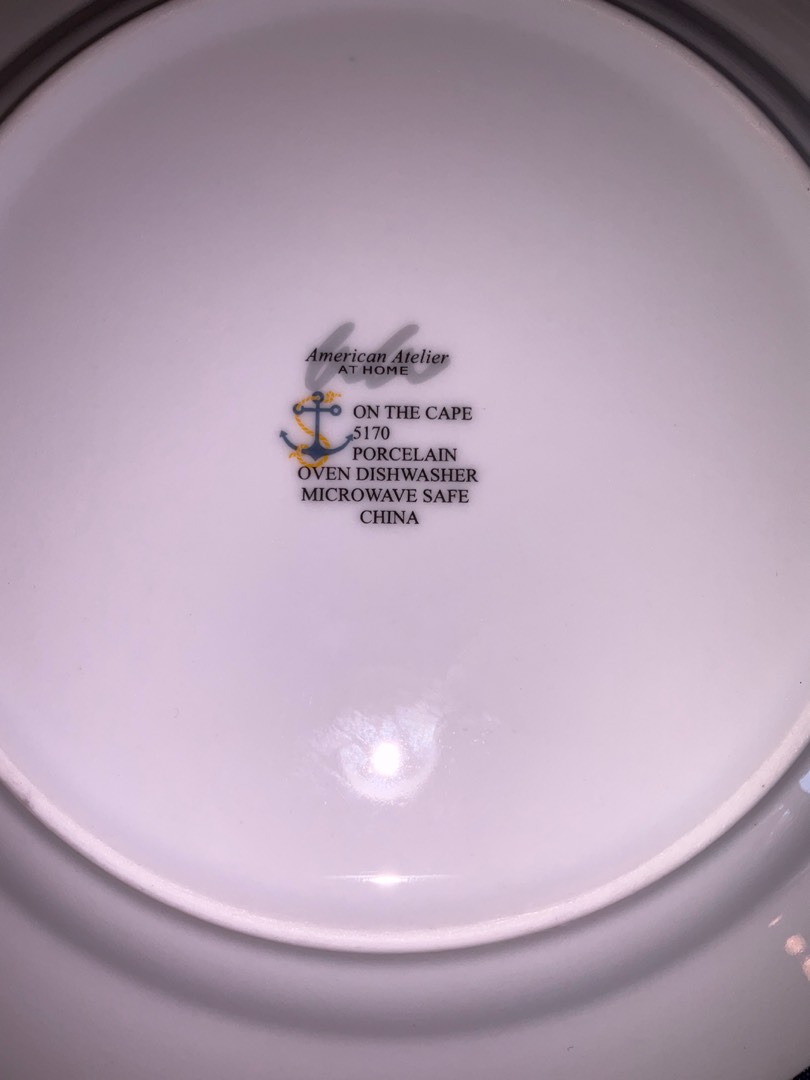 American Atelier
AT HOME
ON THE CAPE
5170
PORCELAIN
OVEN DISHWASHER
MICROWAVE SAFE
CHINA